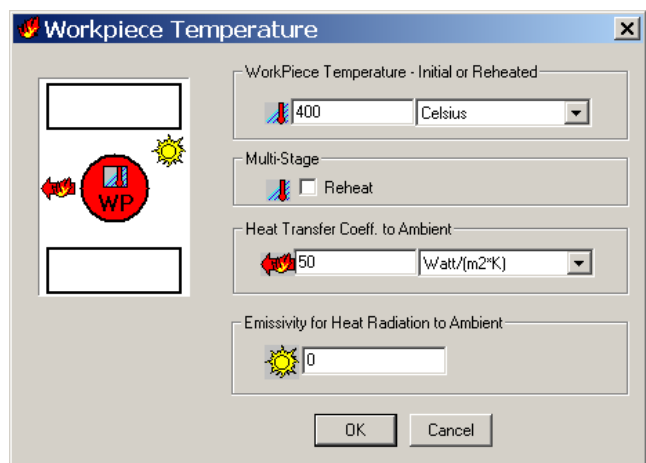 Workpiece Temperature
WorkPiece Temperature - Initial or Reheated
400 Celsius
Multi-Stage
Reheat
WP
Heat Transfer Coeff. to Ambient
50 Watt/(m2*K)
Emissivity for Heat Radiation to Ambient
0
OK Cancel